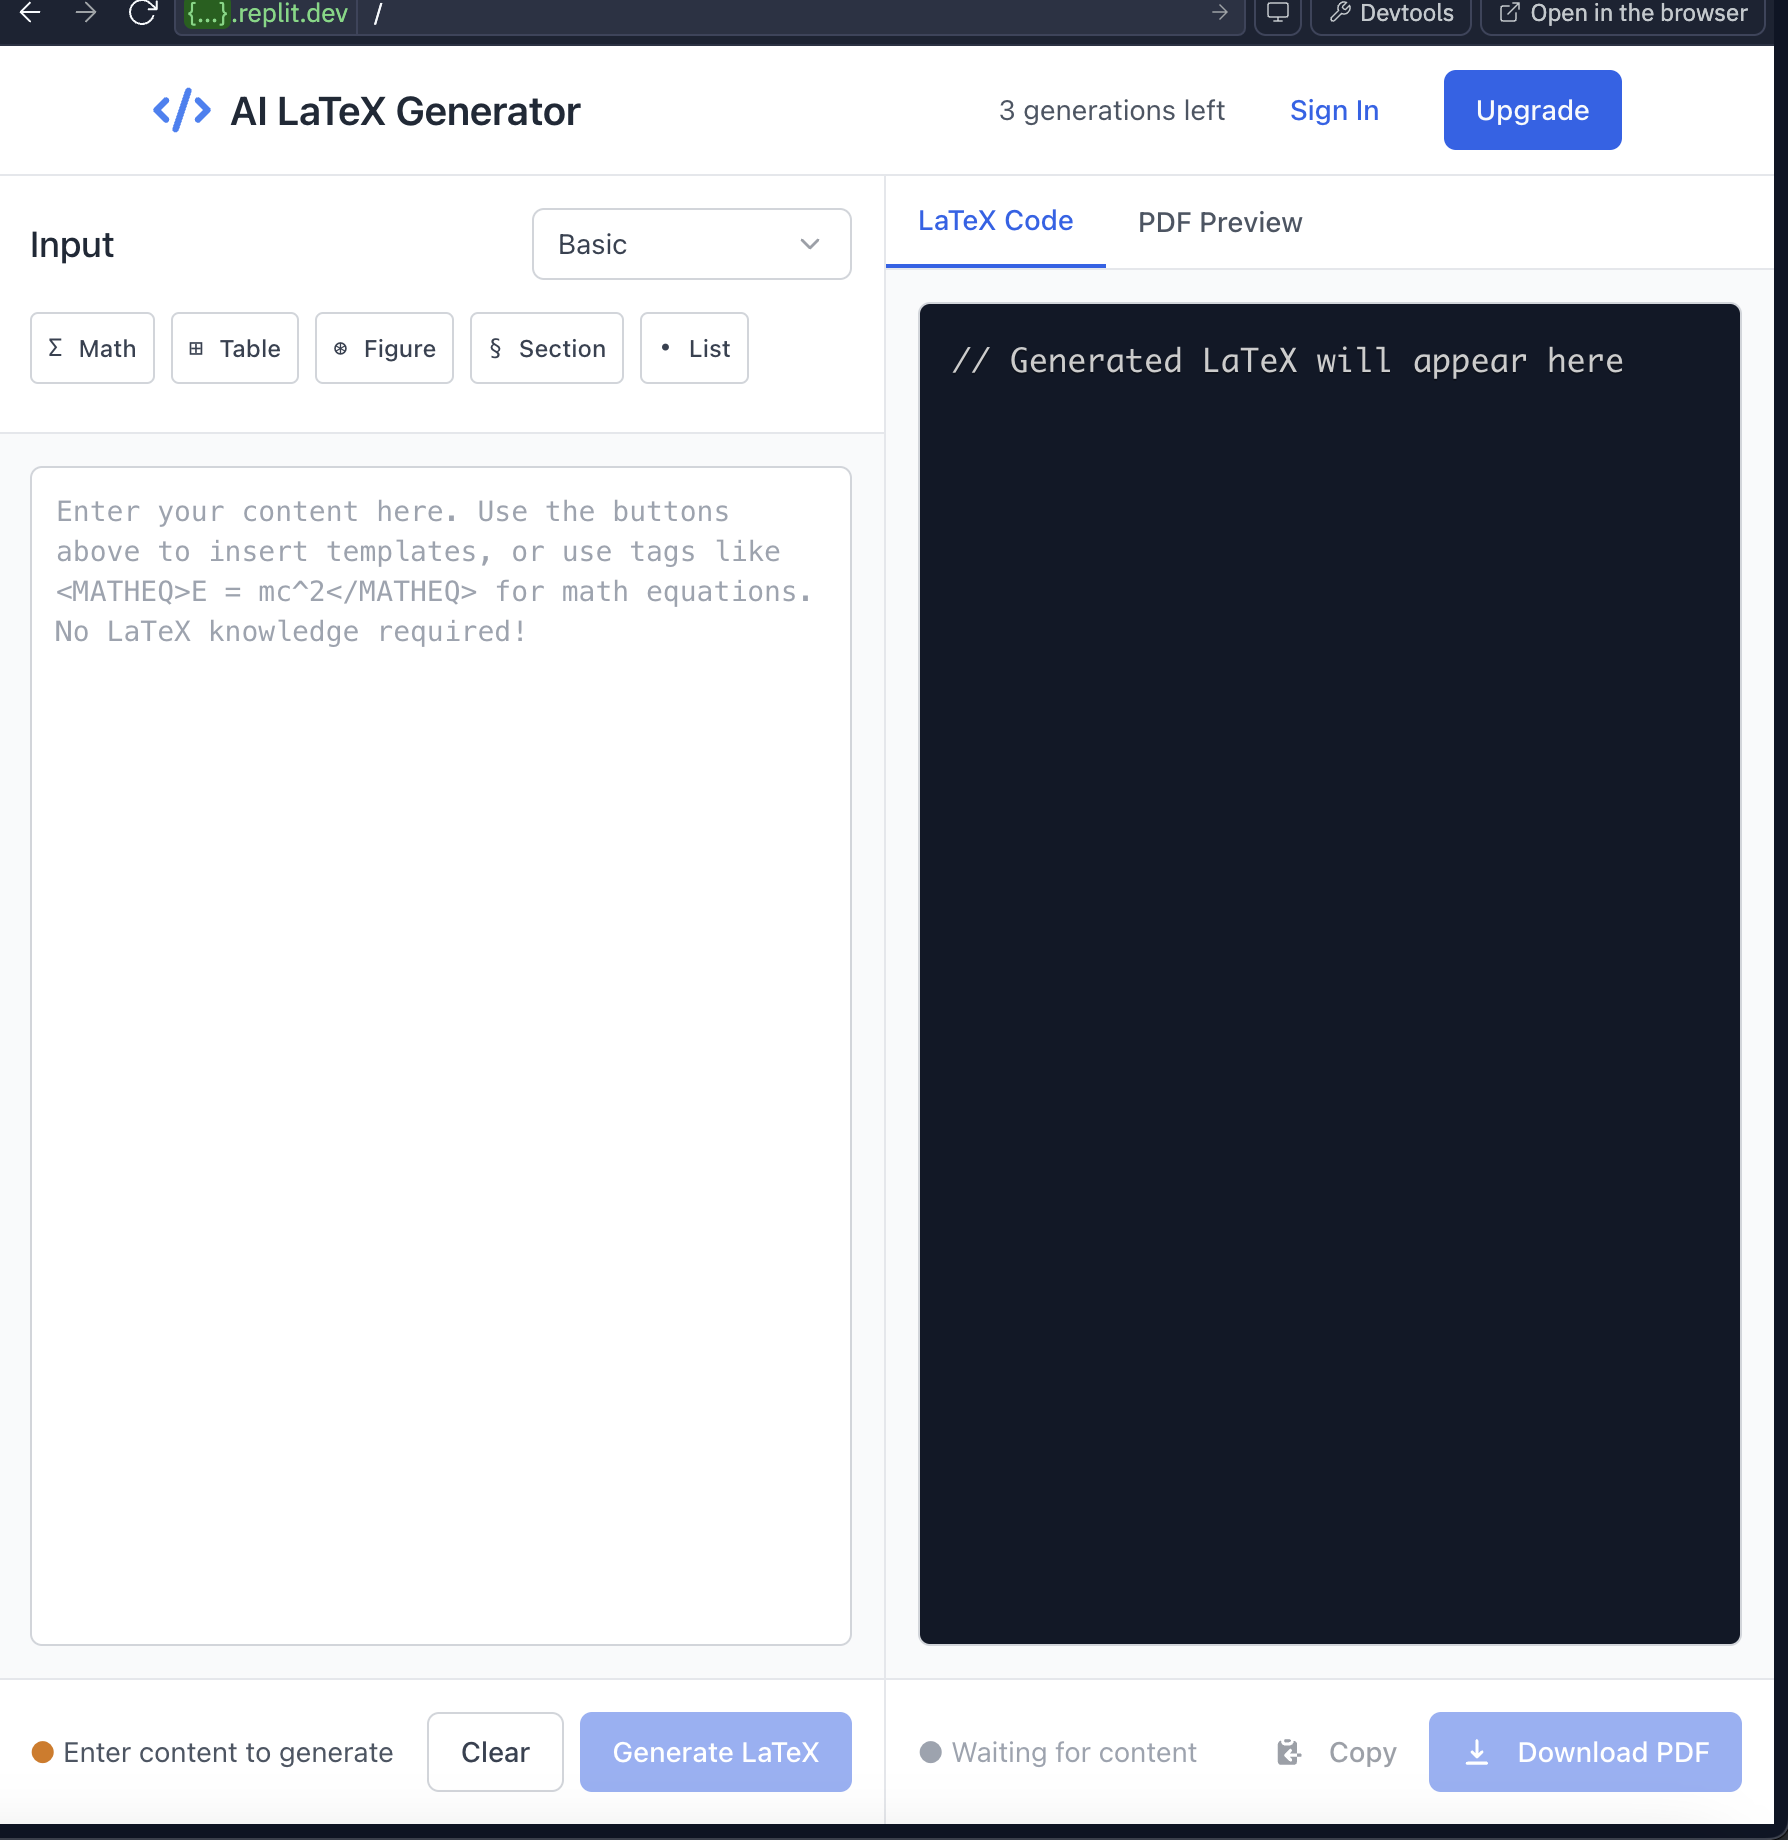 {...}.replit.dev /
Devtools
Open in the browser
AI LaTeX Generator
3 generations left
Sign In
Upgrade
Input
Basic
Σ Math
⊞ Table
⊛ Figure
§ Section
• List
Enter your content here. Use the buttons
above to insert templates, or use tags like
<MATHEQ>E = mc^2</MATHEQ> for math equations.
No LaTeX knowledge required!
Enter content to generate
Clear
Generate LaTeX
LaTeX Code
PDF Preview
// Generated LaTeX will appear here
Waiting for content
Copy
Download PDF